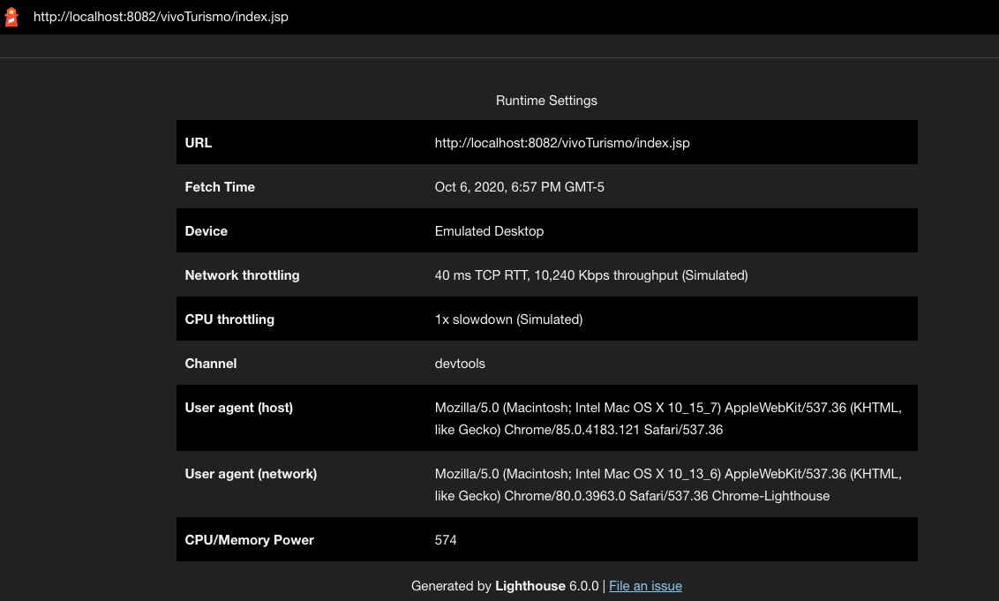 http://localhost:8082/vivoTurismo/index.jsp
Runtime Settings
URL http://localhost:8082/vivoTurismo/index.jsp
Fetch Time Oct 6, 2020, 6:57 PM GMT-5
Device Emulated Desktop
Network throttling 40 ms TCP RTT, 10,240 Kbps throughput (Simulated)
CPU throttling 1x slowdown (Simulated)
Channel devtools
User agent (host) Mozilla/5.0 (Macintosh; Intel Mac OS X 10_15_7) AppleWebKit/537.36 (KHTML,
like Gecko) Chrome/85.0.4183.121 Safari/537.36
User agent (network) Mozilla/5.0 (Macintosh; Intel Mac OS X 10_13_6) AppleWebKit/537.36 (KHTML,
like Gecko) Chrome/80.0.3963.0 Safari/537.36 Chrome-Lighthouse
CPU/Memory Power 574
Generated by Lighthouse 6.0.0 | File an issue